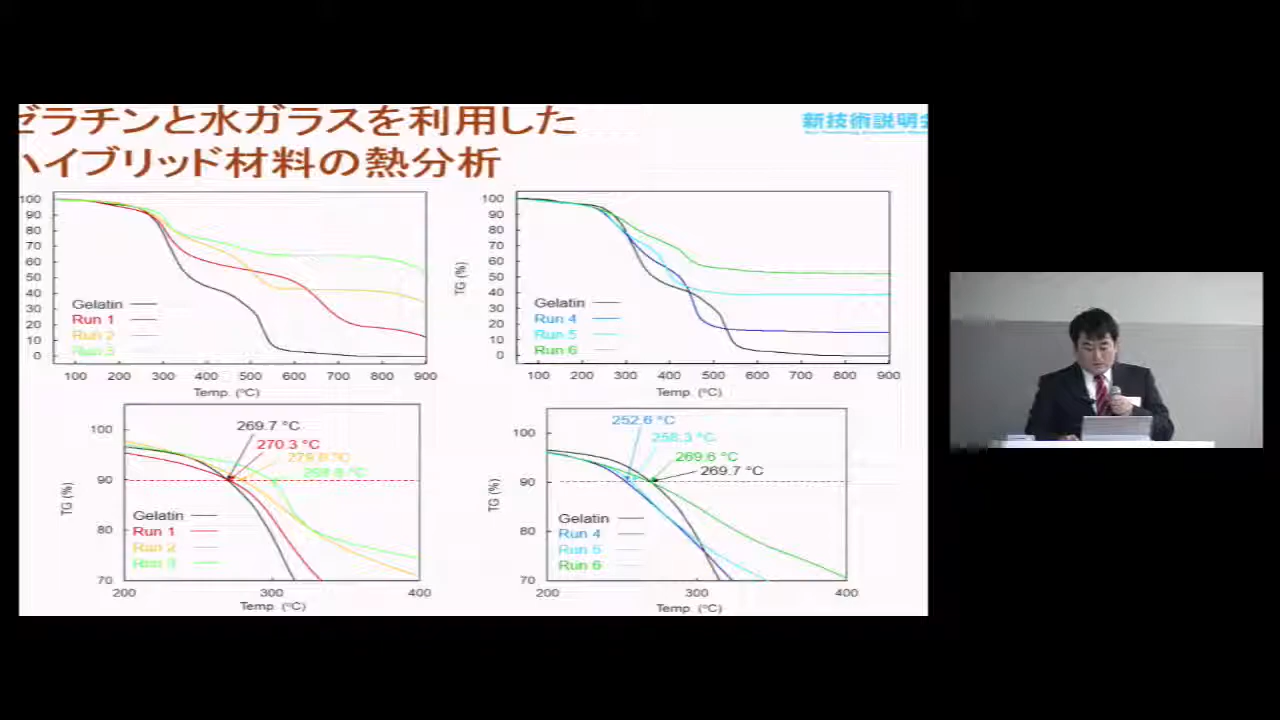 ゼラチンと水ガラスを利用した
ハイブリッド材料の熱分析
新技術説明会
100
90
80
70
60
50
40
30
20
10
0
Gelatin
Run 1
Run 2
Run 3
100 200 300 400 500 600 700 800 900
Temp. (°C)
TG (%)
100
90
80
70
60
50
40
30
20
10
0
Gelatin
Run 4
Run 5
Run 6
100 200 300 400 500 600 700 800 900
Temp. (°C)
TG (%)
100
90
80
70
269.7 °C
270.3 °C
Gelatin
Run 1
Run 2
Run 3
200 300 400
Temp. (°C)
TG (%)
100
90
80
70
252.6 °C
258.3 °C
269.6 °C
269.7 °C
Gelatin
Run 4
Run 5
Run 6
200 300 400
Temp. (°C)